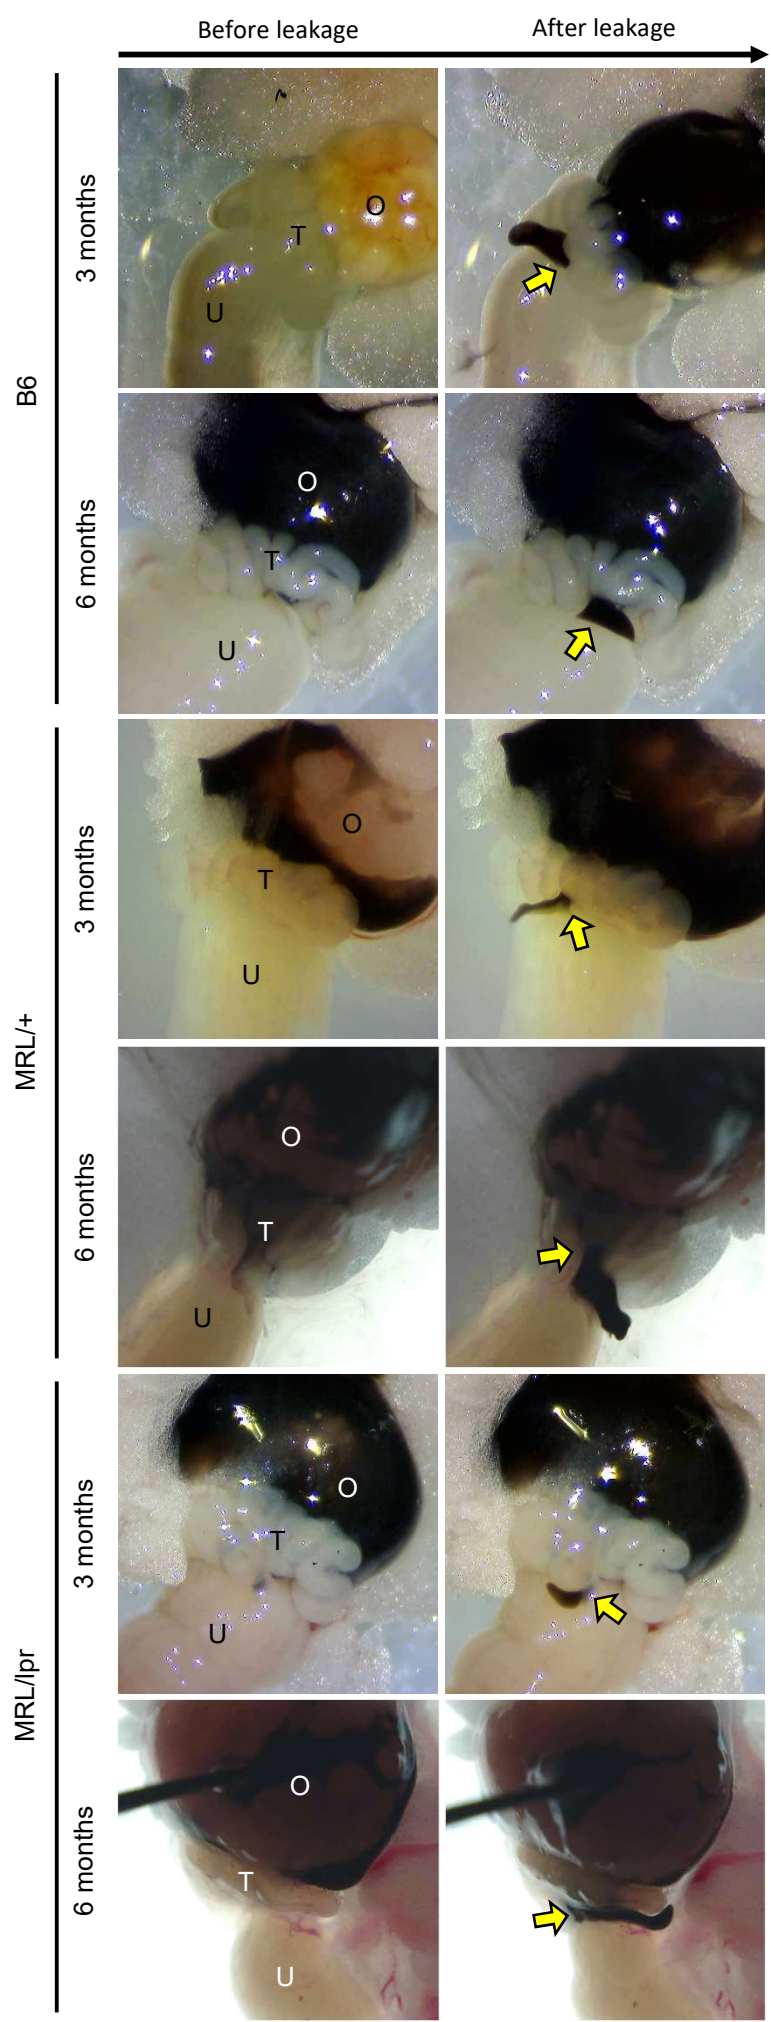 Before leakage
After leakage
B6
3 months
O
T
U
6 months
O
T
U
MRL/+
3 months
O
T
U
6 months
O
T
U
MRL/lpr
3 months
O
T
U
6 months
O
T
U